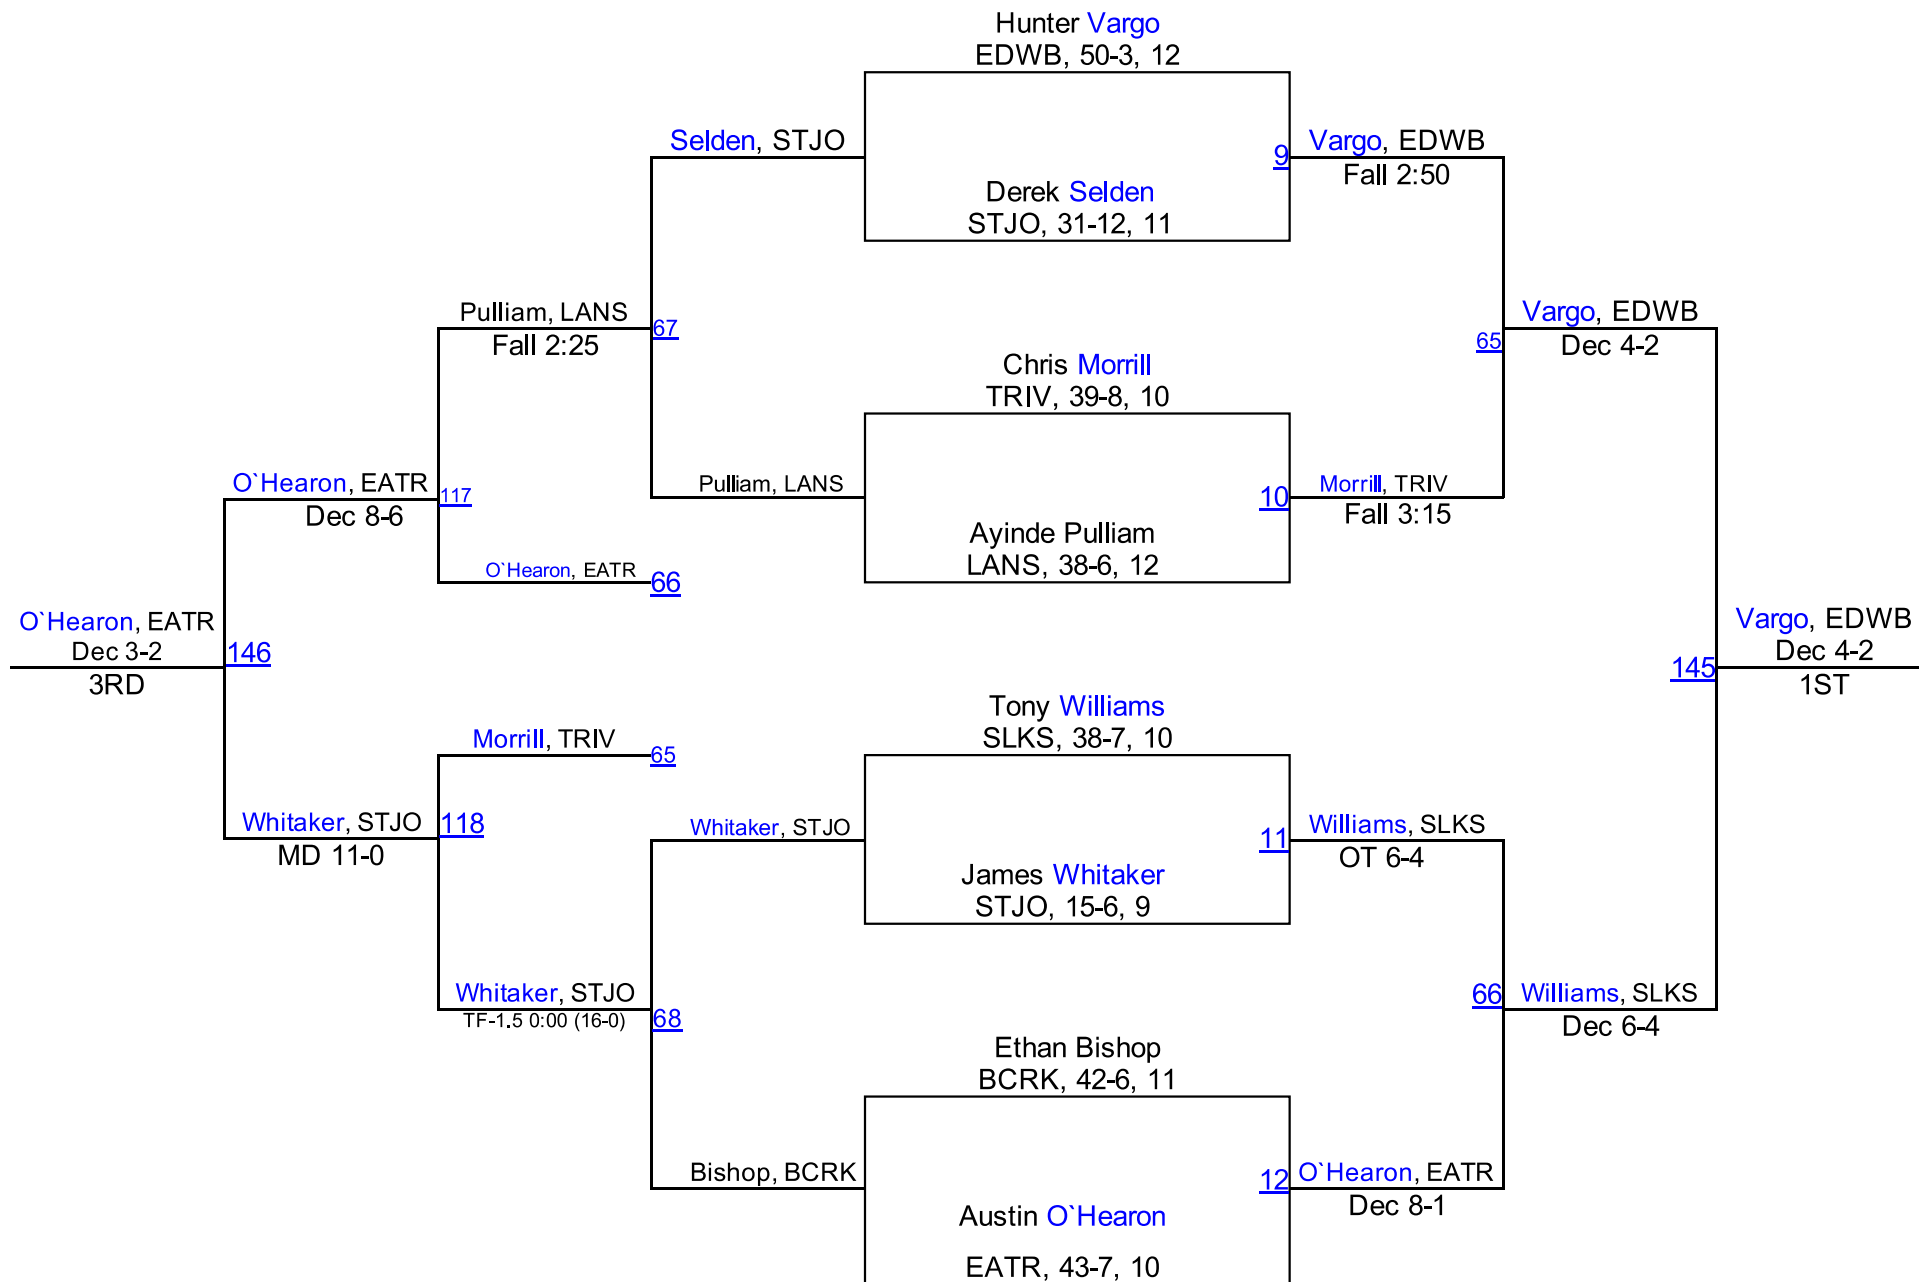 Hunter Vargo
EDWB, 50-3, 12
Selden, STJO
9
Vargo, EDWB
Fall 2:50
Derek Selden
STJO, 31-12, 11
Pulliam, LANS
Fall 2:25
67
65
Vargo, EDWB
Dec 4-2
Chris Morrill
TRIV, 39-8, 10
O`Hearon, EATR
Dec 8-6
117
Pulliam, LANS
10
Morrill, TRIV
Fall 3:15
Ayinde Pulliam
LANS, 38-6, 12
O`Hearon, EATR
66
O`Hearon, EATR
Dec 3-2
3RD
146
145
Vargo, EDWB
Dec 4-2
1ST
Tony Williams
SLKS, 38-7, 10
Morrill, TRIV
65
Whitaker, STJO
MD 11-0
118
Whitaker, STJO
11
Williams, SLKS
OT 6-4
James Whitaker
STJO, 15-6, 9
Whitaker, STJO
TF-1.5 0:00 (16-0)
68
66
Williams, SLKS
Dec 6-4
Ethan Bishop
BCRK, 42-6, 11
Bishop, BCRK
12
O`Hearon, EATR
Dec 8-1
Austin O`Hearon
EATR, 43-7, 10